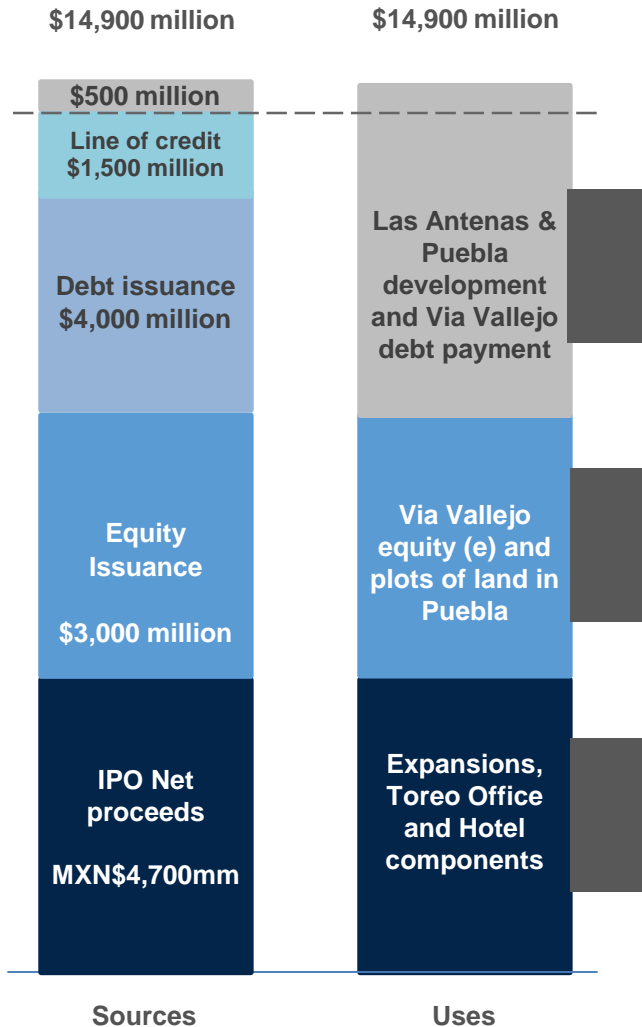 $14,900 million
$14,900 million
$500 million
Line of credit
$1,500 million
Debt issuance
$4,000 million
Equity
Issuance
$3,000 million
IPO Net
proceeds
MXN$4,700mm
Las Antenas &
Puebla
development
and Via Vallejo
debt payment
Via Vallejo
equity (e) and
plots of land in
Puebla
Expansions,
Toreo Office
and Hotel
components
Sources
Uses